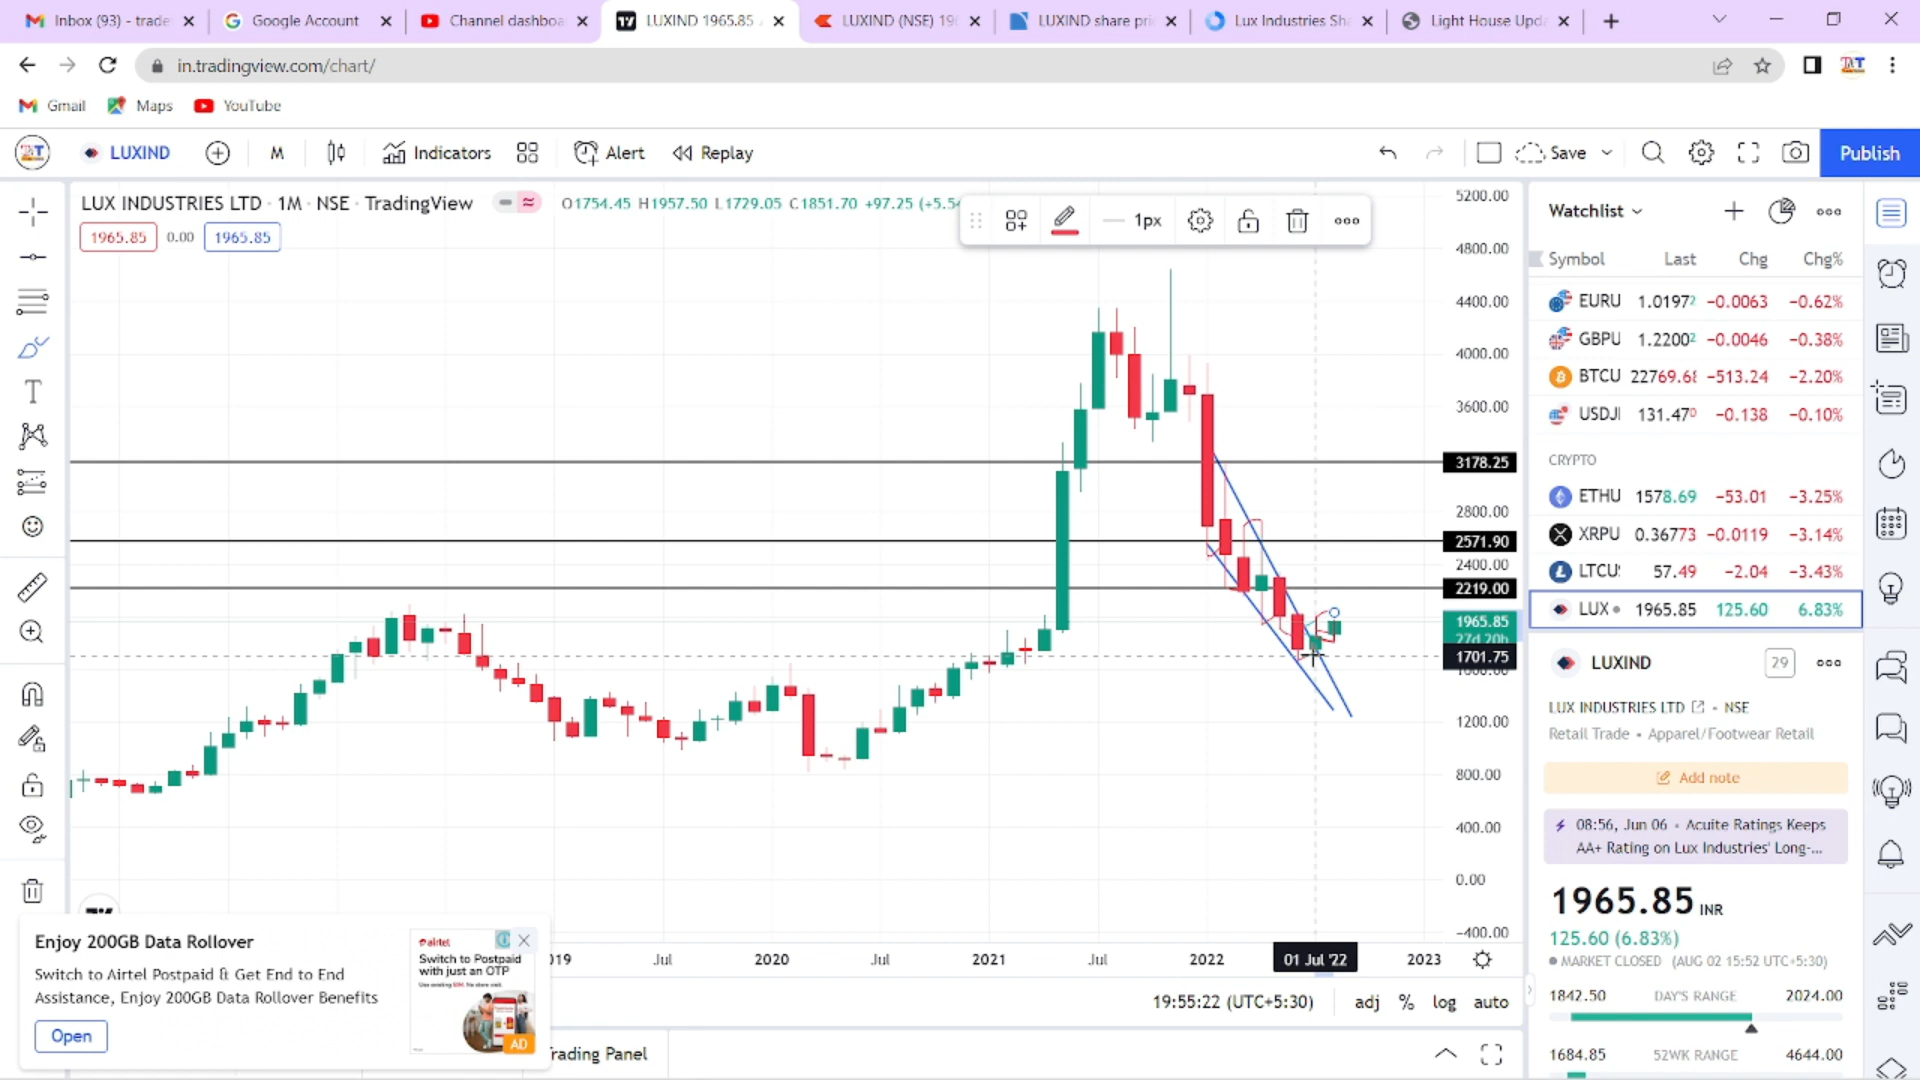 Inbox (93) - trade
Google Account
Channel dashboa
LUXIND 1965.85
LUXIND (NSE) 19
LUXIND share pri
Lux Industries Sh
Light House Upda
in.tradingview.com/chart/
Gmail
Maps
YouTube
LUXIND
M
Indicators
Alert
Replay
Save
Publish
LUX INDUSTRIES LTD · 1M · NSE · TradingView
O1754.45 H1957.50 L1729.05 C1851.70 +97.25 (+5.54
1965.85
0.00
1965.85
1px
5200.00
4800.00
4400.00
4000.00
3600.00
3178.25
2800.00
2571.90
2400.00
2219.00
1965.85
27d 20h
1701.75
1600.00
1200.00
800.00
400.00
0.00
−400.00
019
Jul
2020
Jul
2021
Jul
2022
01 Jul '22
2023
19:55:22 (UTC+5:30)
adj
%
log
auto
Trading Panel
Enjoy 200GB Data Rollover
Switch to Airtel Postpaid & Get End to End
Assistance, Enjoy 200GB Data Rollover Benefits
Open
airtel
Switch to Postpaid
with just an OTP
AD
Watchlist
Symbol Last Chg Chg%
EURU 1.01972 −0.0063 −0.62%
GBPU 1.22002 −0.0046 −0.38%
BTCU 22769.68 −513.24 −2.20%
USDJ 131.470 −0.138 −0.10%
CRYPTO
ETHU 1578.69 −53.01 −3.25%
XRPU 0.36773 −0.0119 −3.14%
LTCU 57.49 −2.04 −3.43%
LUX 1965.85 125.60 6.83%
LUXIND
29
LUX INDUSTRIES LTD · NSE
Retail Trade • Apparel/Footwear Retail
Add note
08:56, Jun 06 • Acuite Ratings Keeps
AA+ Rating on Lux Industries' Long-...
1965.85 INR
125.60 (6.83%)
MARKET CLOSED (AUG 02 15:52 UTC+5:30)
1842.50 DAY'S RANGE 2024.00
1684.85 52WK RANGE 4644.00